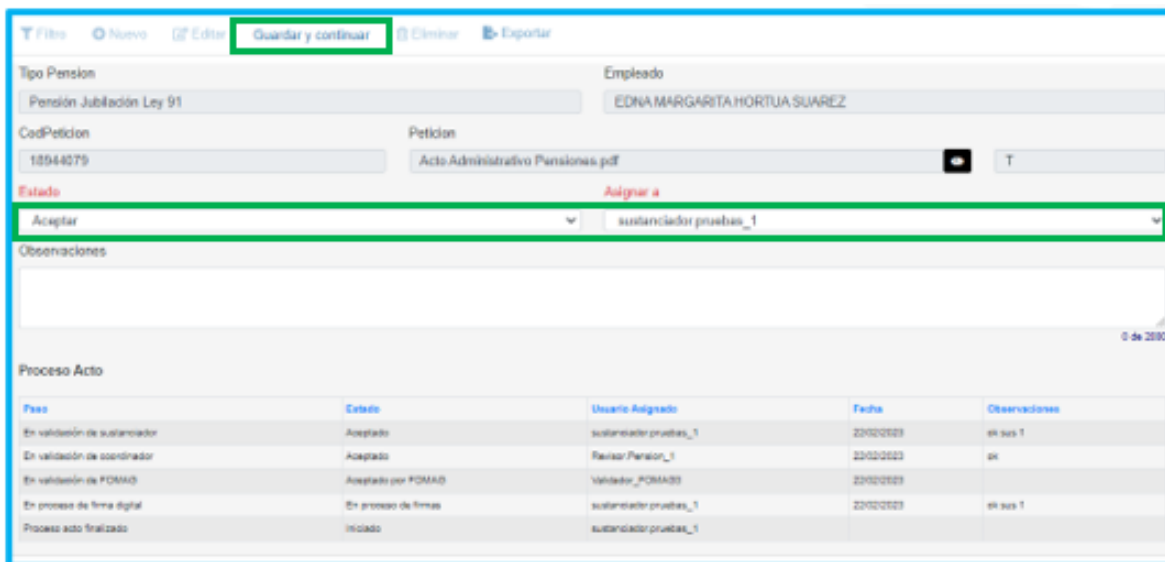 Filtro Nuevo Editar Guardar y continuar Eliminar Exportar
Tipo Pension Empleado
Pensión Jubilación Ley 91 EDNA MARGARITA HORTUA SUAREZ
CodPeticion Peticion
18944079 Acto Administrativo Pensiones.pdf T
Estado Asignar a
Aceptar sustanciador.pruebas_1
Observaciones
0 de 2000
Proceso Acto
Paso Estado Usuario Asignado Fecha Observaciones
En validación de sustanciador Aceptado sustanciador.pruebas_1 22/02/2023 ok sus 1
En validación de coordinador Aceptado Revisor.Pension_1 22/02/2023 ok
En validación de FOMAG Aceptado por FOMAG Validador_FOMAG3 22/02/2023
En proceso de firma digital En proceso de firmas sustanciador.pruebas_1 22/02/2023 ok sus 1
Proceso acto finalizado Iniciado sustanciador.pruebas_1